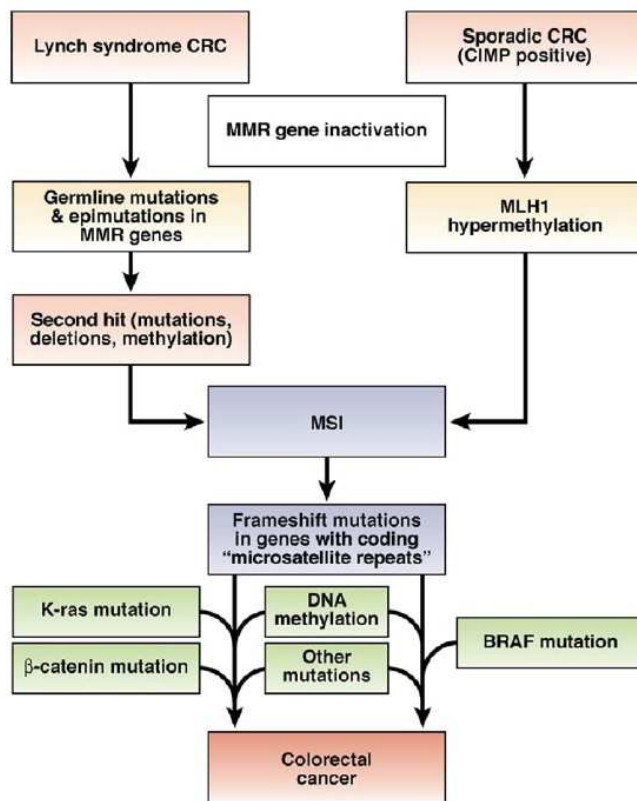 Lynch syndrome CRC
Sporadic CRC
(CIMP positive)
MMR gene inactivation
Germline mutations
& epimutations in
MMR genes
MLH1
hypermethylation
Second hit (mutations,
deletions, methylation)
MSI
Frameshift mutations
in genes with coding
“microsatellite repeats”
K-ras mutation
DNA
methylation
BRAF mutation
β-catenin mutation
Other
mutations
Colorectal
cancer